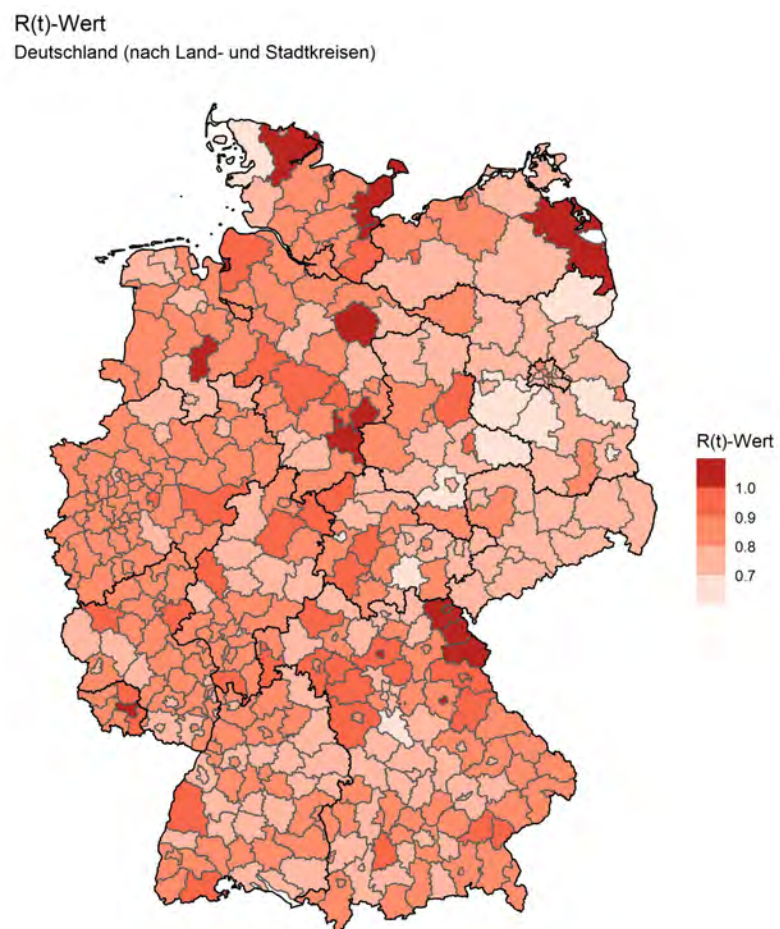 R(t)-Wert
Deutschland (nach Land- und Stadtkreisen)
R(t)-Wert
1.0
0.9
0.8
0.7